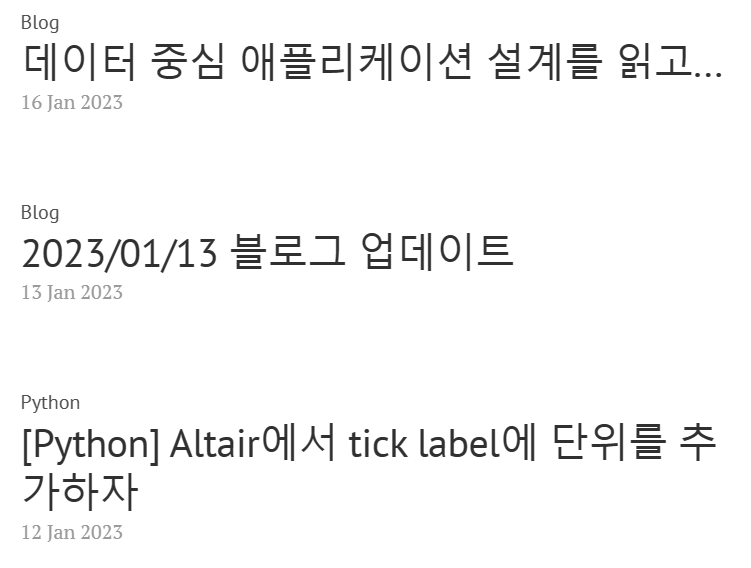 Blog
데이터 중심 애플리케이션 설계를 읽고...
16 Jan 2023
Blog
2023/01/13 블로그 업데이트
13 Jan 2023
Python
[Python] Altair에서 tick label에 단위를 추
가하자
12 Jan 2023